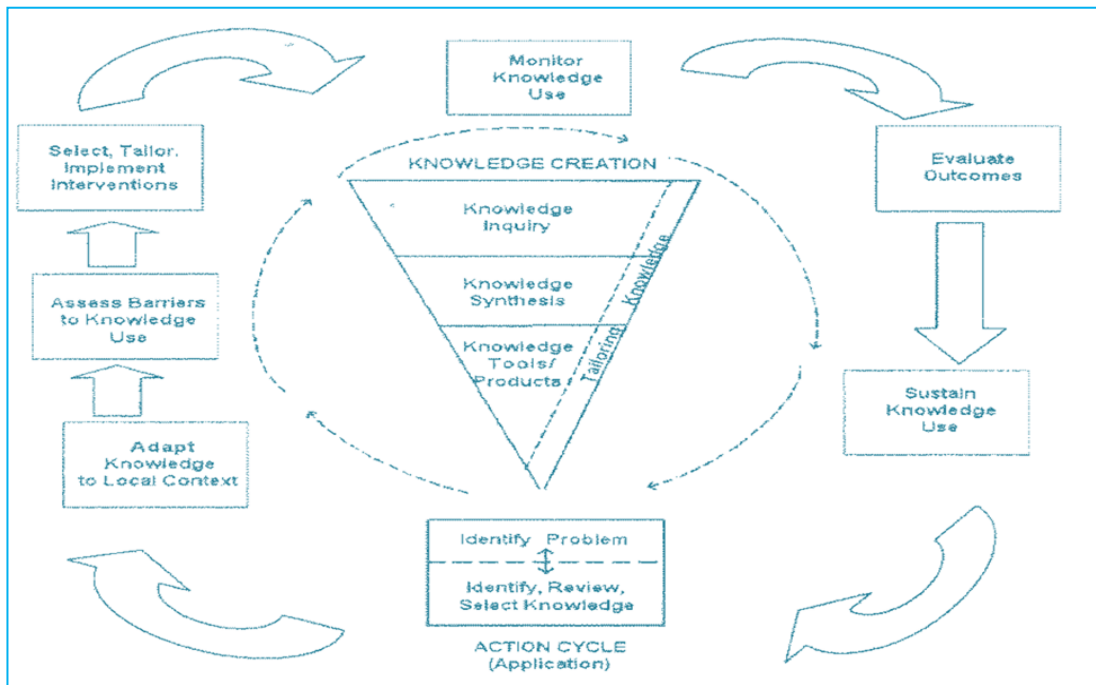 Monitor
Knowledge
Use
Select, Tailor,
Implement
Interventions
KNOWLEDGE CREATION
Evaluate
Outcomes
Knowledge
Inquiry
Knowledge
Synthesis
Knowledge
Tools/
Products
Tailoring Knowledge
Assess Barriers
to Knowledge
Use
Sustain
Knowledge
Use
Adapt
Knowledge
to Local Context
Identify Problem
Identify, Review,
Select Knowledge
ACTION CYCLE
(Application)